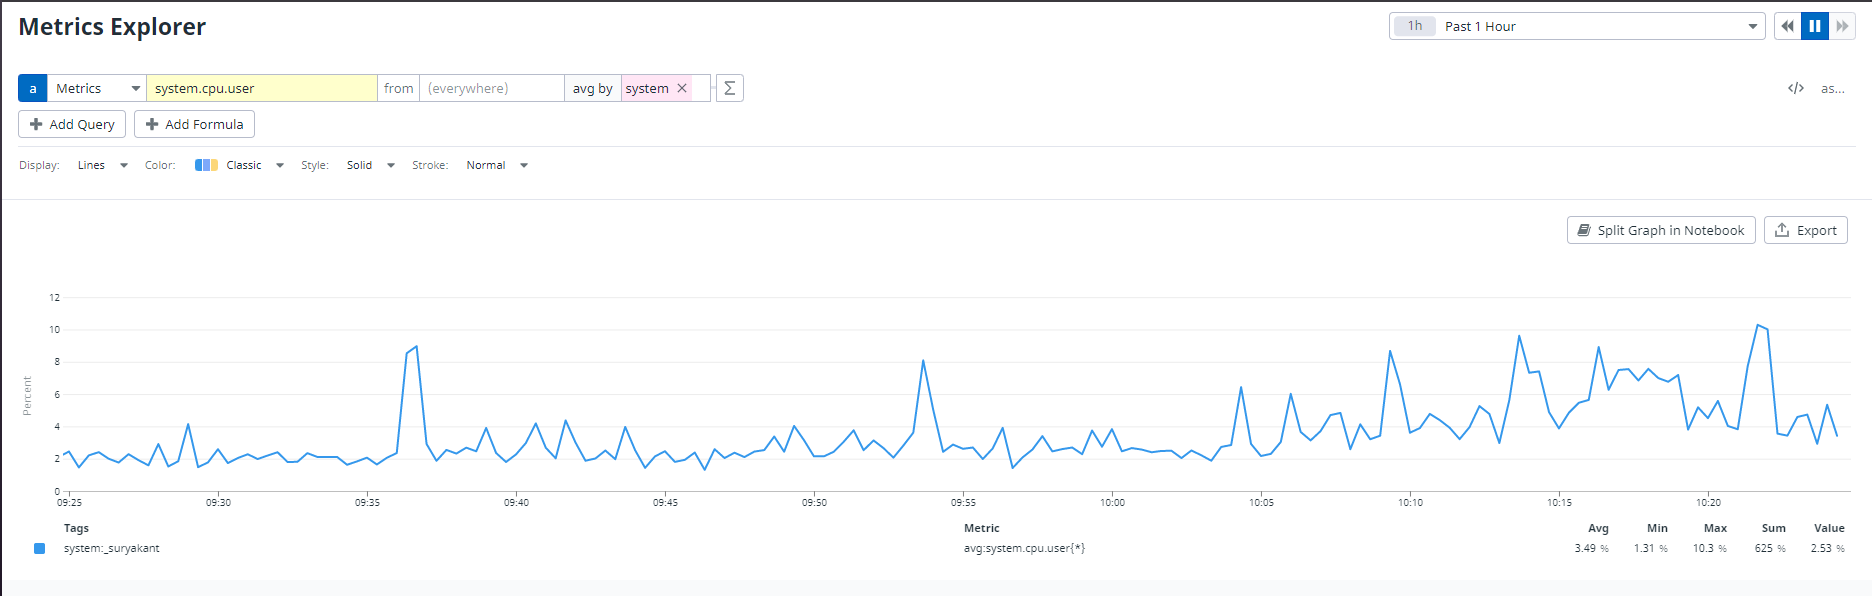 Metrics Explorer
1h Past 1 Hour
a Metrics system.cpu.user from (everywhere) avg by system Σ </> as...
Add Query Add Formula
Display: Lines Color: Classic Style: Solid Stroke: Normal
Split Graph in Notebook Export
Percent
12
10
8
6
4
2
0
09:25 09:30 09:35 09:40 09:45 09:50 09:55 10:00 10:05 10:10 10:15 10:20
Tags Metric Avg Min Max Sum Value
system:_suryakant avg:system.cpu.user{*} 3.49 % 1.31 % 10.3 % 625 % 2.53 %